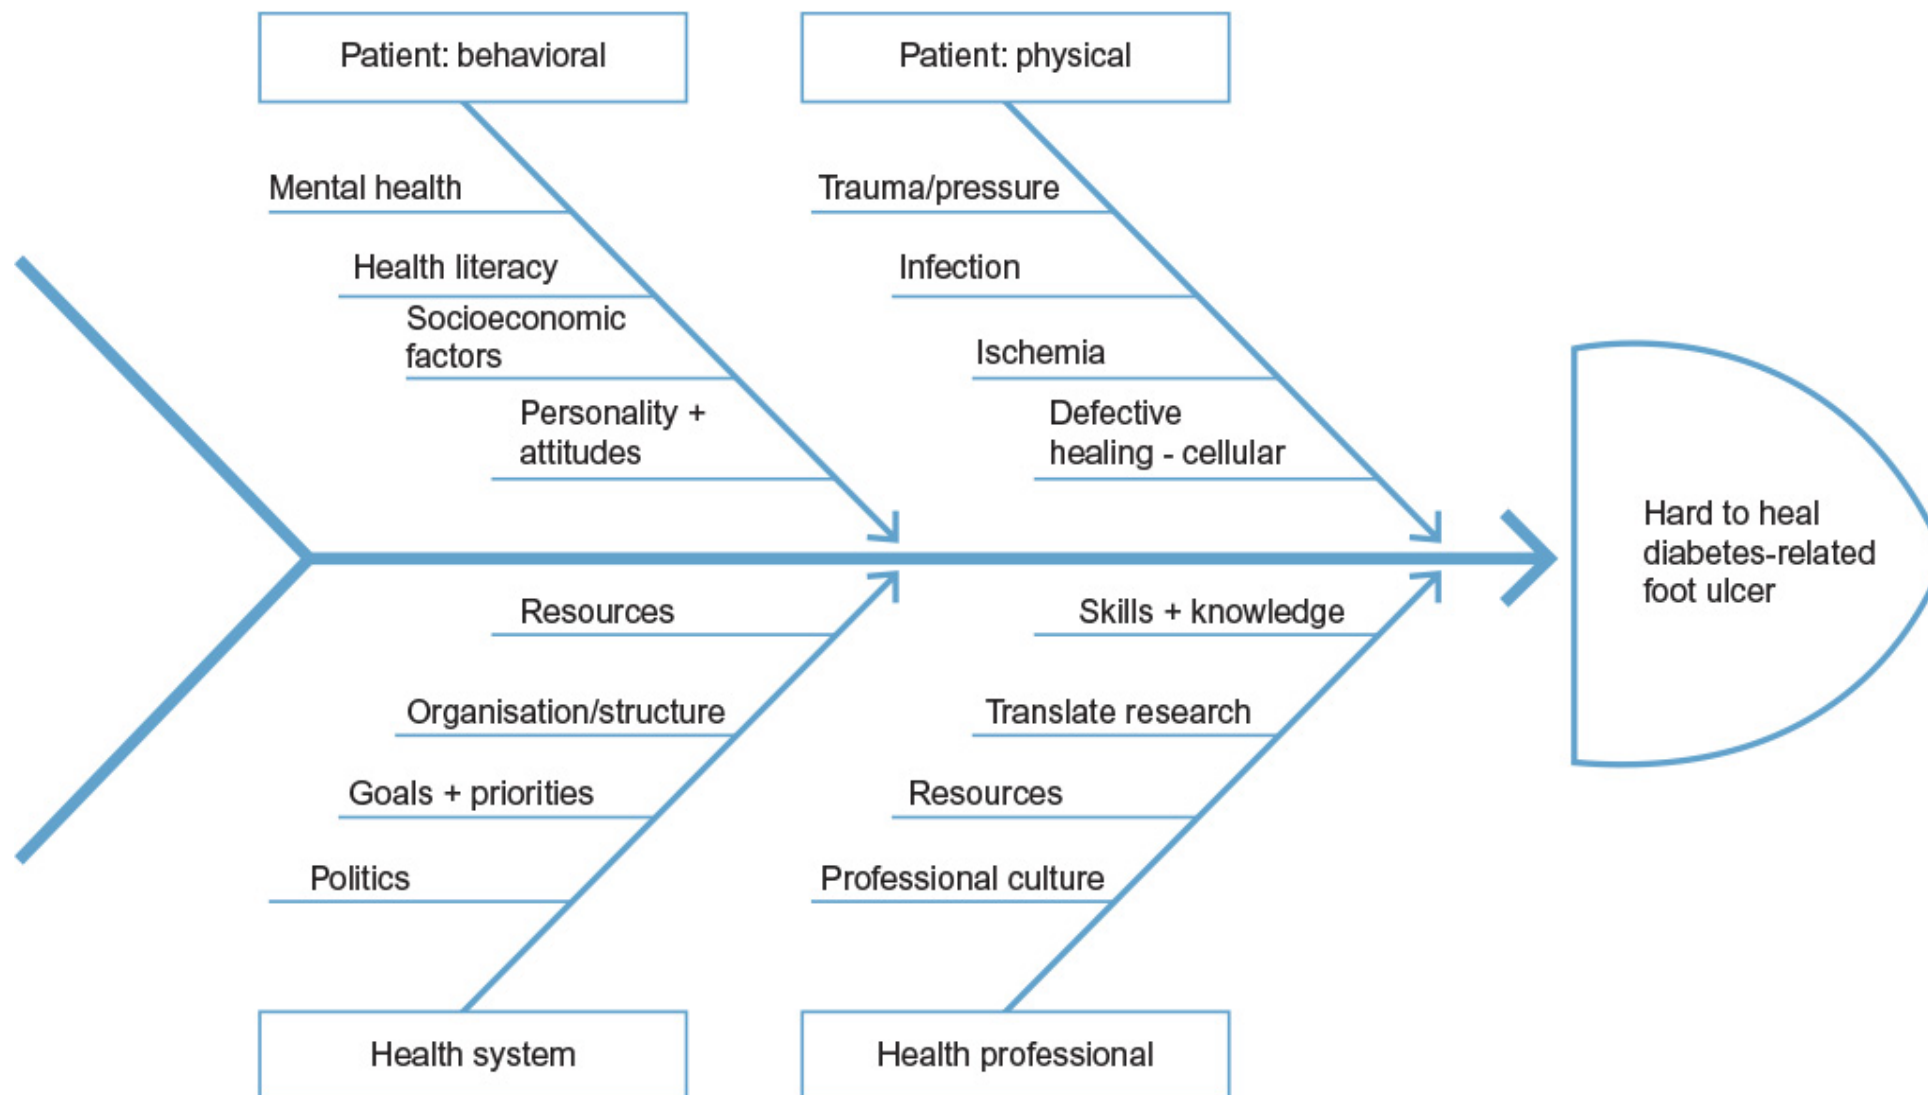 Patient: behavioral
Patient: physical
Mental health
Health literacy
Socioeconomic
factors
Personality +
attitudes
Trauma/pressure
Infection
Ischemia
Defective
healing - cellular
Hard to heal
diabetes-related
foot ulcer
Resources
Organisation/structure
Goals + priorities
Politics
Skills + knowledge
Translate research
Resources
Professional culture
Health system
Health professional